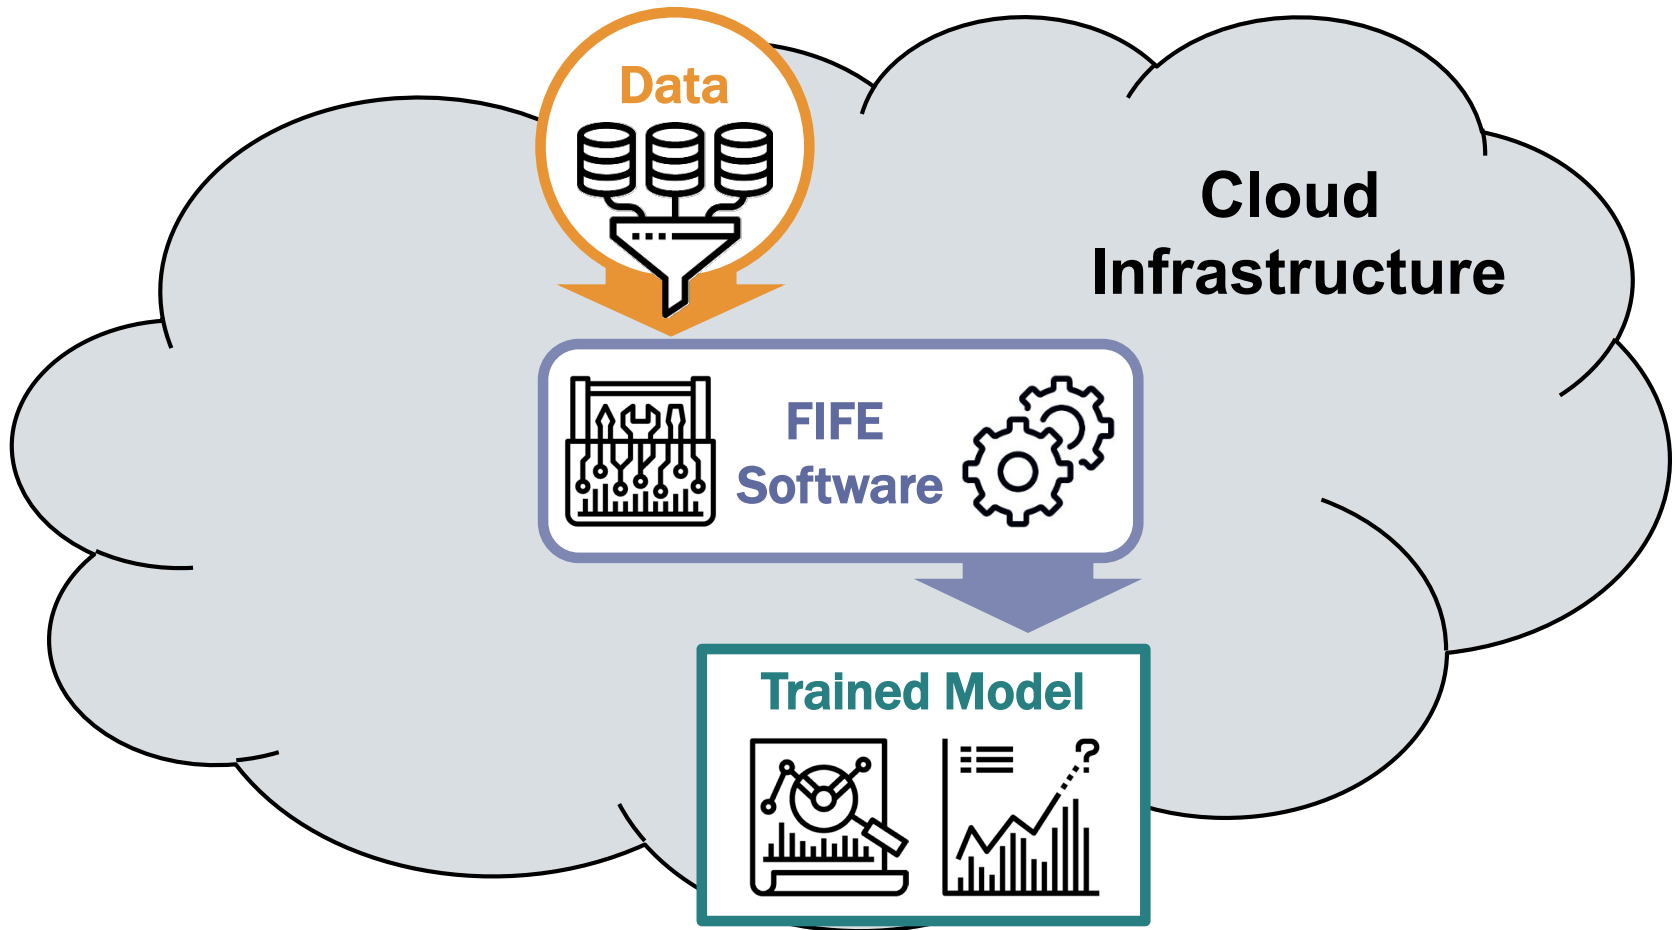 Data
Cloud
Infrastructure
FIFE
Software
Trained Model
?